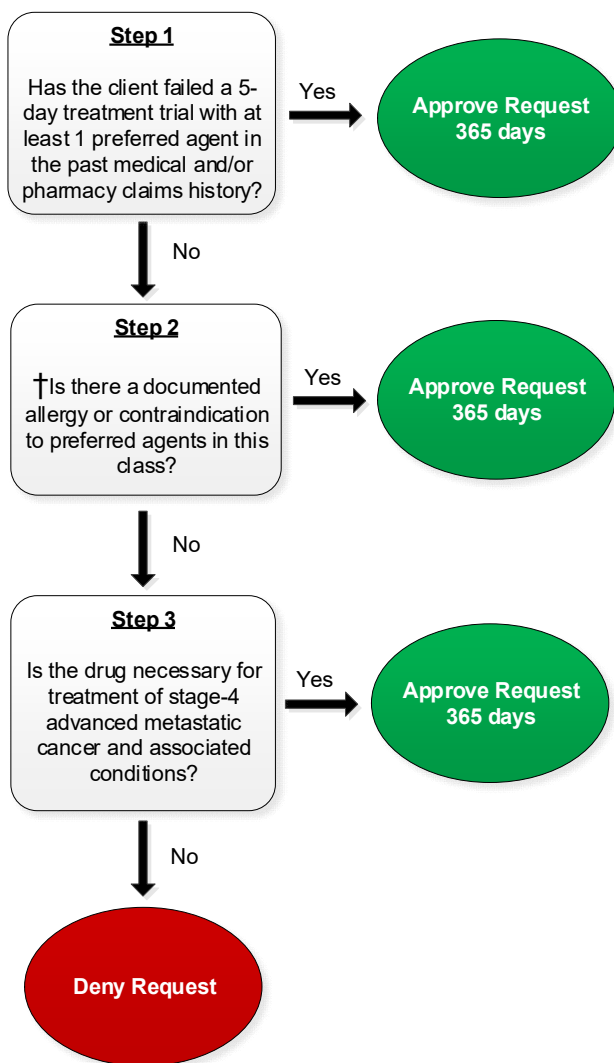 Step 1
Has the client failed a 5-
day treatment trial with at
least 1 preferred agent in
the past medical and/or
pharmacy claims history?
Yes
Approve Request
365 days
No
Step 2
†Is there a documented
allergy or contraindication
to preferred agents in this
class?
Yes
Approve Request
365 days
No
Step 3
Is the drug necessary for
treatment of stage-4
advanced metastatic
cancer and associated
conditions?
Yes
Approve Request
365 days
No
Deny Request